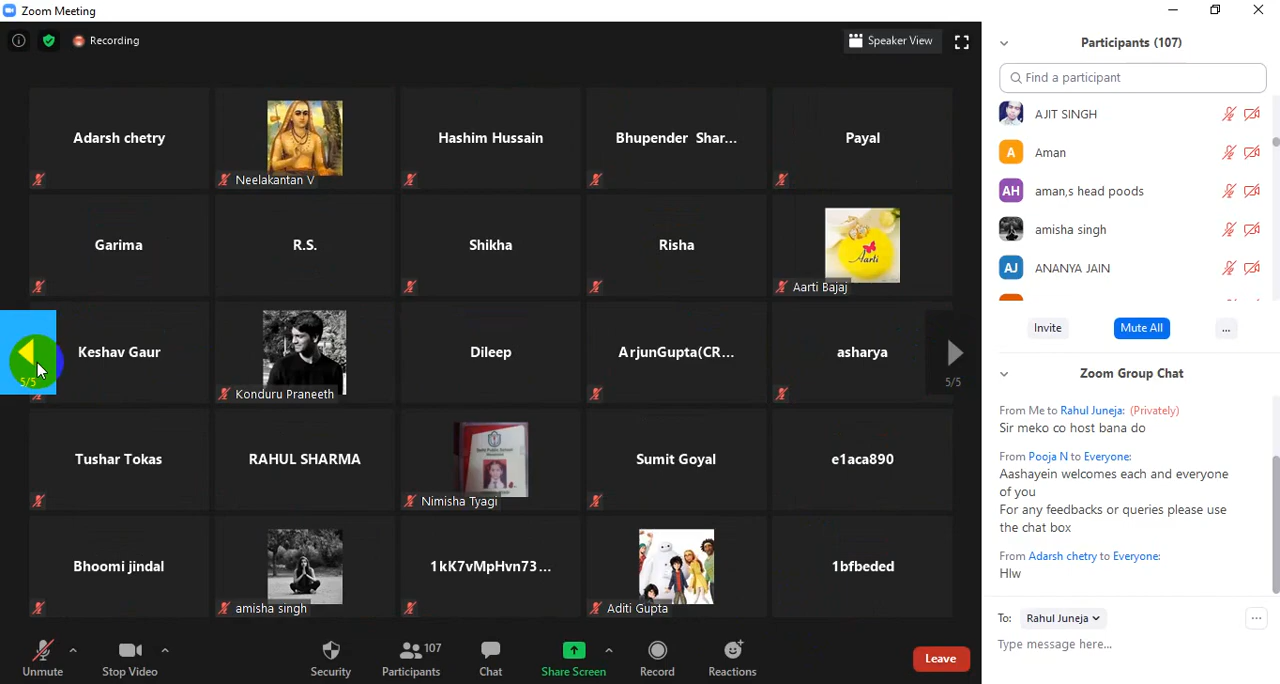 Zoom Meeting
Recording
Speaker View
Adarsh chetry
Neelakantan V
Hashim Hussain
Bhupender Shar...
Payal
Garima
R.S.
Shikha
Risha
Aarti
Aarti Bajaj
5/5
Keshav Gaur
Konduru Praneeth
Dileep
ArjunGupta(CR...
asharya
5/5
Tushar Tokas
RAHUL SHARMA
Nimisha Tyagi
Sumit Goyal
e1aca890
Bhoomi jindal
amisha singh
1kK7vMpHvn73...
Aditi Gupta
1bfbeded
Unmute
Stop Video
Security
107
Participants
Chat
Share Screen
Record
Reactions
Leave
Participants (107)
Find a participant
AJIT SINGH
A Aman
AH aman,s head poods
amisha singh
AJ ANANYA JAIN
Invite
Mute All
...
Zoom Group Chat
From Me to Rahul Juneja: (Privately)
Sir meko co host bana do
From Pooja N to Everyone:
Aashayein welcomes each and everyone
of you
For any feedbacks or queries please use
the chat box
From Adarsh chetry to Everyone:
Hlw
To: Rahul Juneja
Type message here...